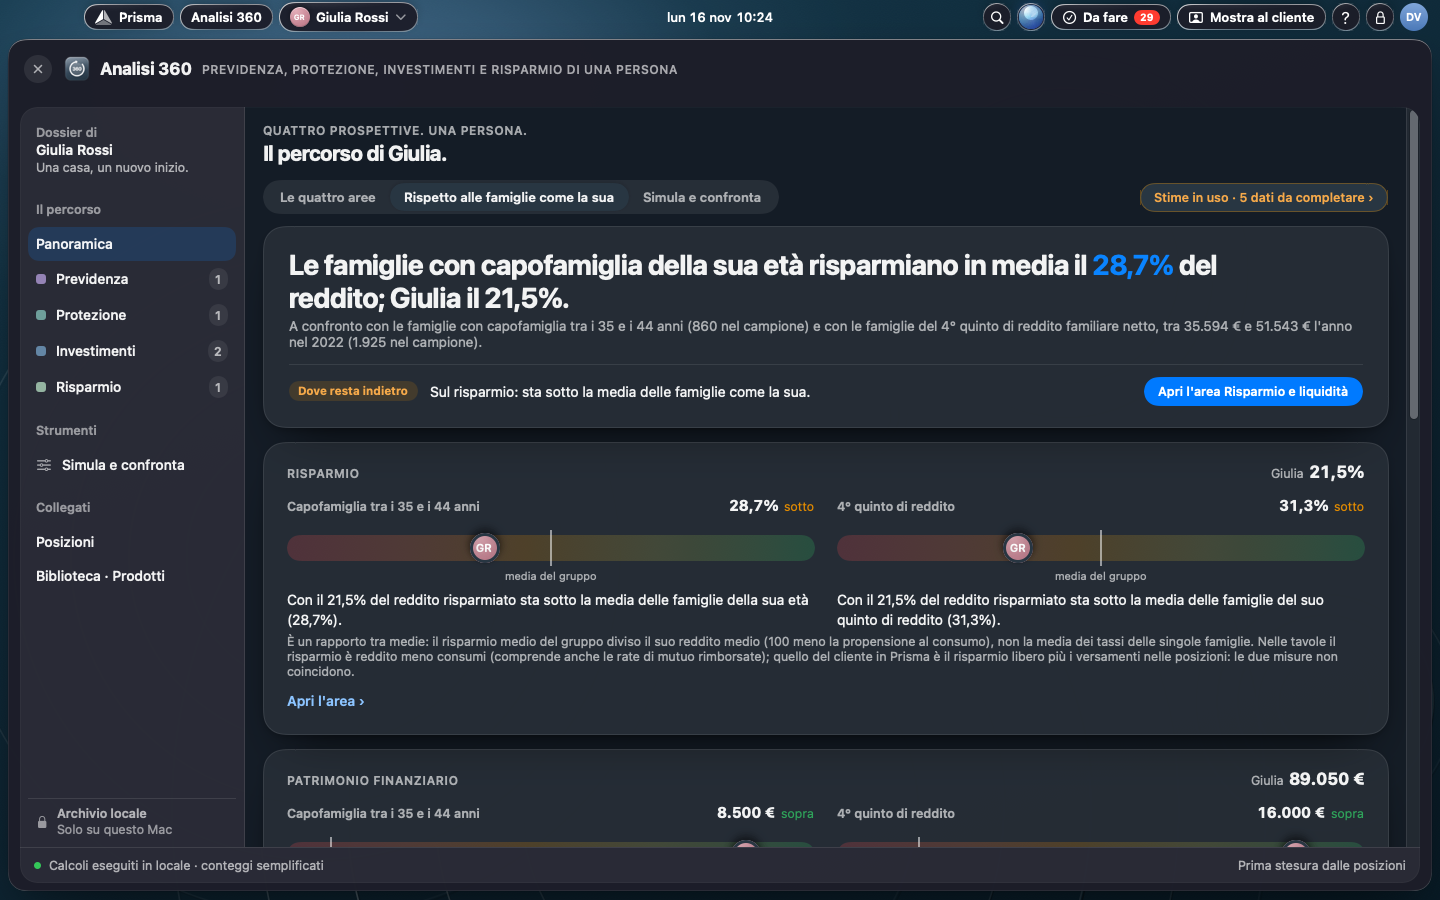 Prisma
Analisi 360
GR Giulia Rossi
lun 16 nov 10:24
Da fare 29
Mostra al cliente
?
DV
360
Analisi 360 PREVIDENZA, PROTEZIONE, INVESTIMENTI E RISPARMIO DI UNA PERSONA
Dossier di
Giulia Rossi
Una casa, un nuovo inizio.
Il percorso
Panoramica
Previdenza 1
Protezione 1
Investimenti 2
Risparmio 1
Strumenti
Simula e confronta
Collegati
Posizioni
Biblioteca · Prodotti
Archivio locale
Solo su questo Mac
QUATTRO PROSPETTIVE. UNA PERSONA.
Il percorso di Giulia.
Le quattro aree
Rispetto alle famiglie come la sua
Simula e confronta
Stime in uso · 5 dati da completare ›
Le famiglie con capofamiglia della sua età risparmiano in media il 28,7% del
reddito; Giulia il 21,5%.
A confronto con le famiglie con capofamiglia tra i 35 e i 44 anni (860 nel campione) e con le famiglie del 4° quinto di reddito familiare netto, tra 35.594 € e 51.543 € l'anno
nel 2022 (1.925 nel campione).
Dove resta indietro
Sul risparmio: sta sotto la media delle famiglie come la sua.
Apri l'area Risparmio e liquidità
RISPARMIO
Giulia 21,5%
Capofamiglia tra i 35 e i 44 anni
28,7% sotto
GR
media del gruppo
Con il 21,5% del reddito risparmiato sta sotto la media delle famiglie della sua età
(28,7%).
4° quinto di reddito
31,3% sotto
GR
media del gruppo
Con il 21,5% del reddito risparmiato sta sotto la media delle famiglie del suo
quinto di reddito (31,3%).
È un rapporto tra medie: il risparmio medio del gruppo diviso il suo reddito medio (100 meno la propensione al consumo), non la media dei tassi delle singole famiglie. Nelle tavole il
risparmio è reddito meno consumi (comprende anche le rate di mutuo rimborsate); quello del cliente in Prisma è il risparmio libero più i versamenti nelle posizioni: le due misure non
coincidono.
Apri l'area ›
PATRIMONIO FINANZIARIO
Giulia 89.050 €
Capofamiglia tra i 35 e i 44 anni
8.500 € sopra
4° quinto di reddito
16.000 € sopra
Calcoli eseguiti in locale · conteggi semplificati
Prima stesura dalle posizioni